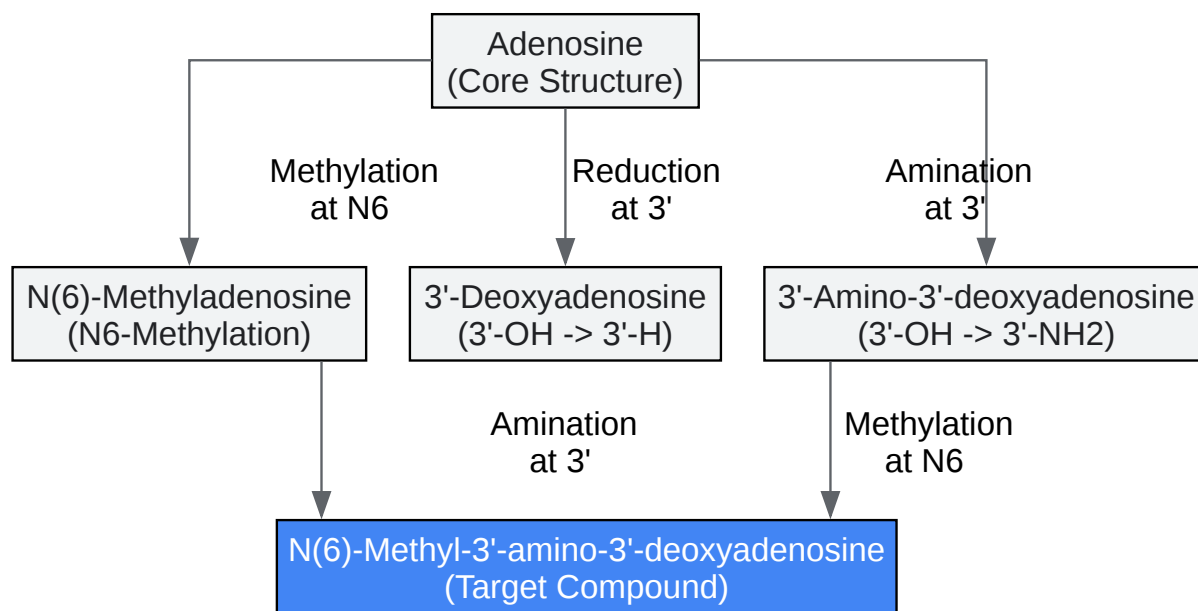 Adenosine
(Core Structure)
Methylation
at N6
Reduction
at 3'
Amination
at 3'
N(6)-Methyladenosine
(N6-Methylation)
3'-Deoxyadenosine
(3'-OH -> 3'-H)
3'-Amino-3'-deoxyadenosine
(3'-OH -> 3'-NH2)
Amination
at 3'
Methylation
at N6
N(6)-Methyl-3'-amino-3'-deoxyadenosine
(Target Compound)